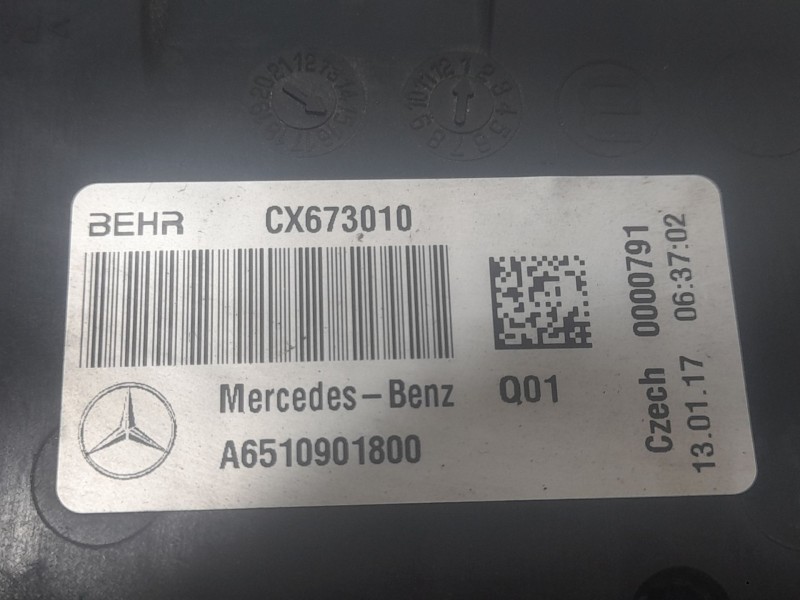 BEHR CX673010
Mercedes-Benz Q01
A6510901800
Czech 0000791
13.01.17 06:37:02